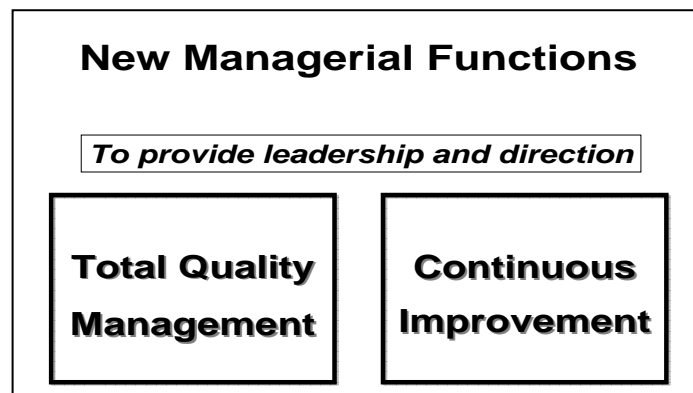 New Managerial Functions
To provide leadership and direction
Total Quality
Management
Continuous
Improvement